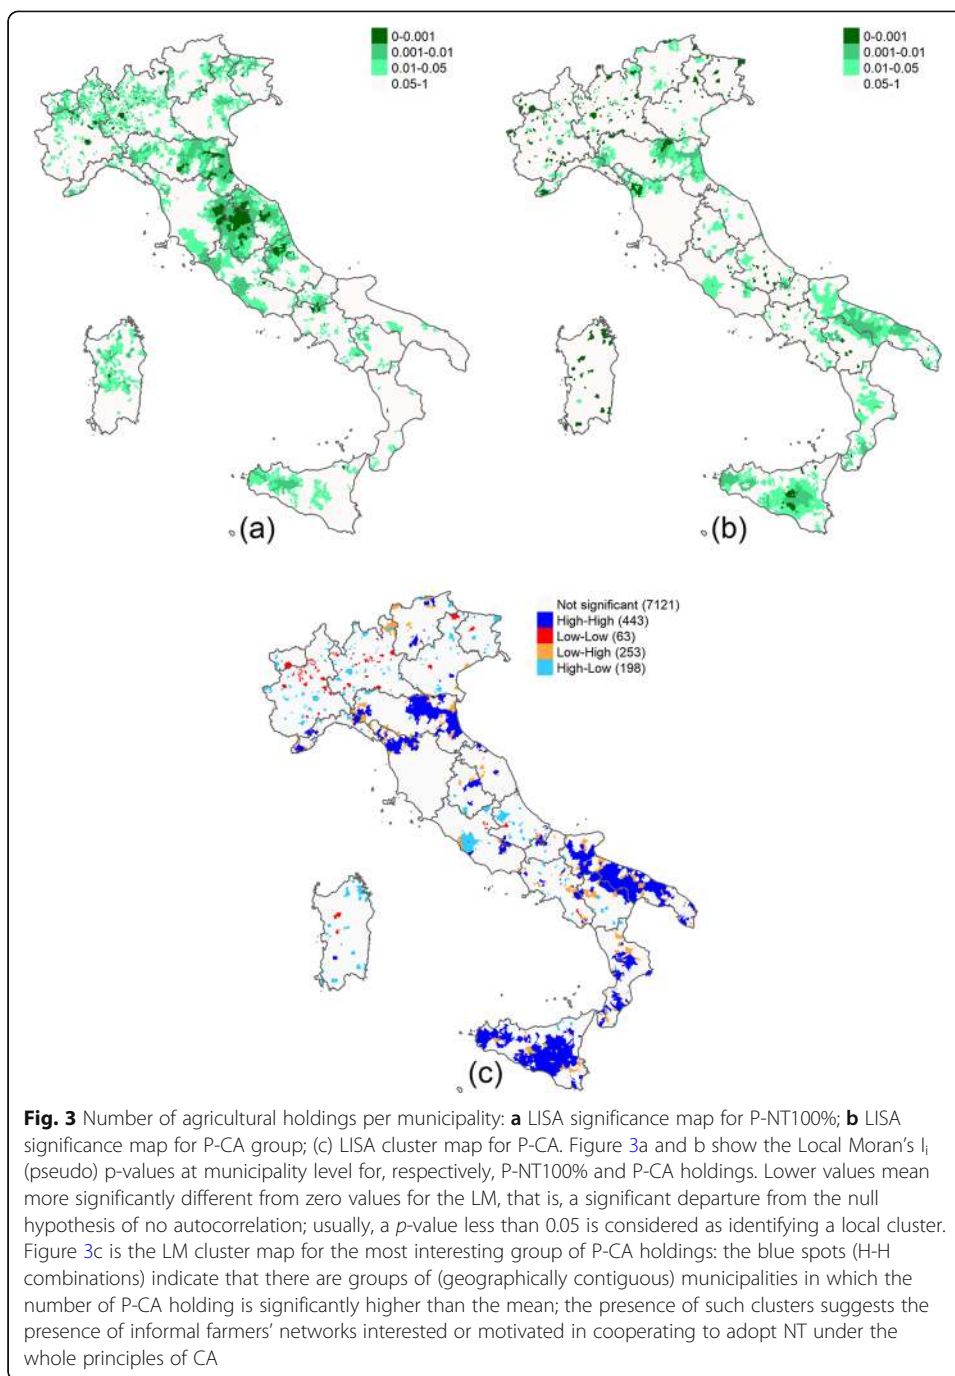 0-0.001
0.001-0.01
0.01-0.05
0.05-1
(a)
0-0.001
0.001-0.01
0.01-0.05
0.05-1
(b)
Not significant (7121)
High-High (443)
Low-Low (63)
Low-High (253)
High-Low (198)
(c)
Fig. 3 Number of agricultural holdings per municipality: a LISA significance map for P-NT100%; b LISA
significance map for P-CA group; (c) LISA cluster map for P-CA. Figure 3a and b show the Local Moran's Ii
(pseudo) p-values at municipality level for, respectively, P-NT100% and P-CA holdings. Lower values mean
more significantly different from zero values for the LM, that is, a significant departure from the null
hypothesis of no autocorrelation; usually, a p-value less than 0.05 is considered as identifying a local cluster.
Figure 3c is the LM cluster map for the most interesting group of P-CA holdings: the blue spots (H-H
combinations) indicate that there are groups of (geographically contiguous) municipalities in which the
number of P-CA holding is significantly higher than the mean; the presence of such clusters suggests the
presence of informal farmers' networks interested or motivated in cooperating to adopt NT under the
whole principles of CA